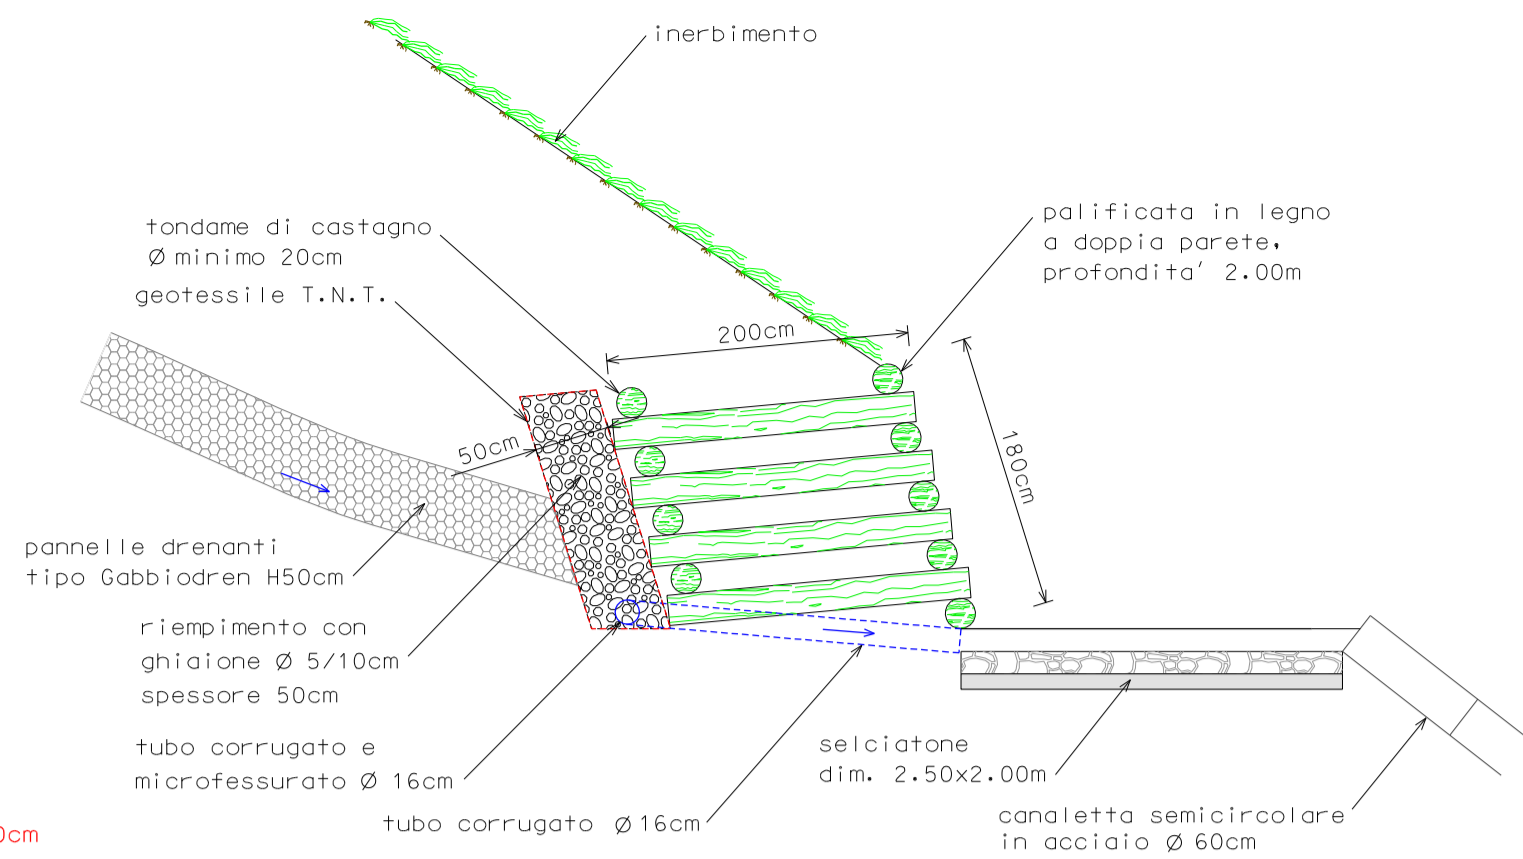 inerbimento
tondame di castagno
Ø minimo 20cm
geotessile T.N.T.
palificata in legno
a doppia parete,
profondita' 2.00m
200cm
180cm
50cm
pannelle drenanti
tipo Gabbiodren H50cm
riempimento con
ghiaione Ø 5/10cm
spessore 50cm
tubo corrugato e
microfessurato Ø 16cm
tubo corrugato Ø16cm
selciatone
dim. 2.50x2.00m
canaletta semicircolare
in acciaio Ø 60cm
0cm